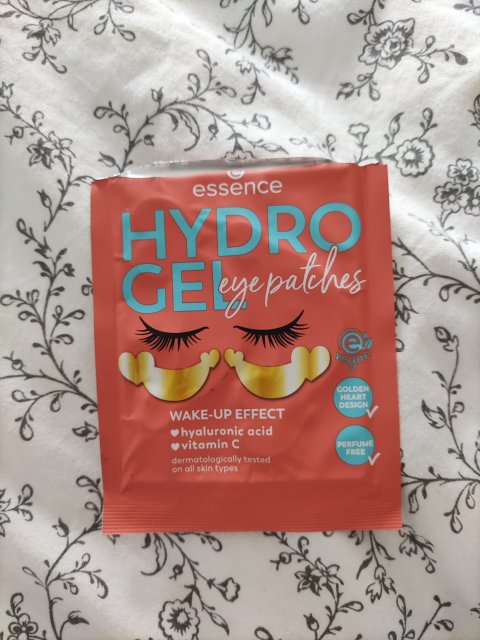 essence
HYDRO
GEL eye patches
e
vegan
WAKE-UP EFFECT
hyaluronic acid
vitamin C
dermatologically tested
on all skin types
GOLDEN
HEART
DESIGN
PERFUME
FREE